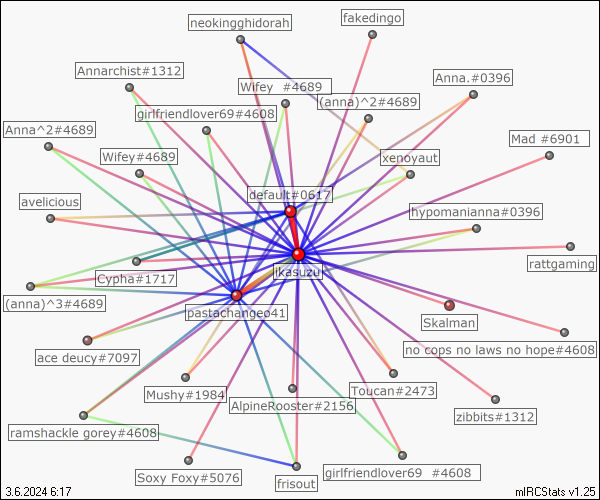 neokingghidorah
fakedingo
Annarchist#1312
Wifey  #4689
Anna.#0396
girlfriendlover69#4608
(anna)^2#4689
Anna^2#4689
Mad #6901
Wifey#4689
xenoyaut
default#0617
avelicious
hypomanianna#0396
Cypha#1717
likasuzu
rattgaming
(anna)^3#4689
pastachangeo41
Skalman
no cops no laws no hope#4608
ace deucy#7097
Mushy#1984
Toucan#2473
AlpineRooster#2156
zibbits#1312
ramshackle gorey#4608
Soxy Foxy#5076
frisout
girlfriendlover69  #4608
3.6.2024 6:17
mIRCStats v1.25